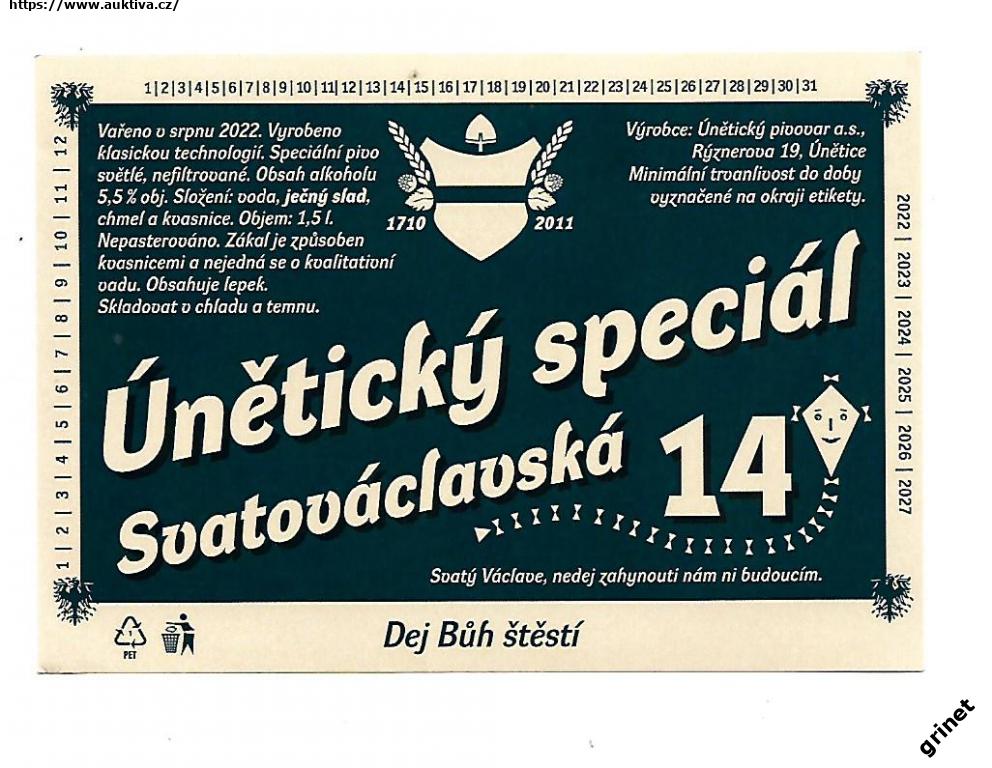 https://www.auktiva.cz/
1|2|3|4|5|6|7|8|9|10|11|12|13|14|15|16|17|18|19|20|21|22|23|24|25|26|27|28|29|30|31
1|2|3|4|5|6|7|8|9|10|11|12
Vařeno v srpnu 2022. Vyrobeno
klasickou technologií. Speciální pivo
světlé, nefiltrované. Obsah alkoholu
5,5 % obj. Složení: voda, ječný slad,
chmel a kvasnice. Objem: 1,5 l.
Nepasterováno. Zákal je způsoben
kvasnicemi a nejedná se o kvalitativní
vadu. Obsahuje lepek.
Skladovat v chladu a temnu.
1710
2011
Výrobce: Únětický pivovar a.s.,
Rýznerova 19, Únětice
Minimální trvanlivost do doby
vyznačené na okraji etikety.
2022|2023|2024|2025|2026|2027
Únětický speciál
Svatováclavská 14
Svatý Václave, nedej zahynouti nám ni budoucím.
1
PET
Dej Bůh štěstí
grinet